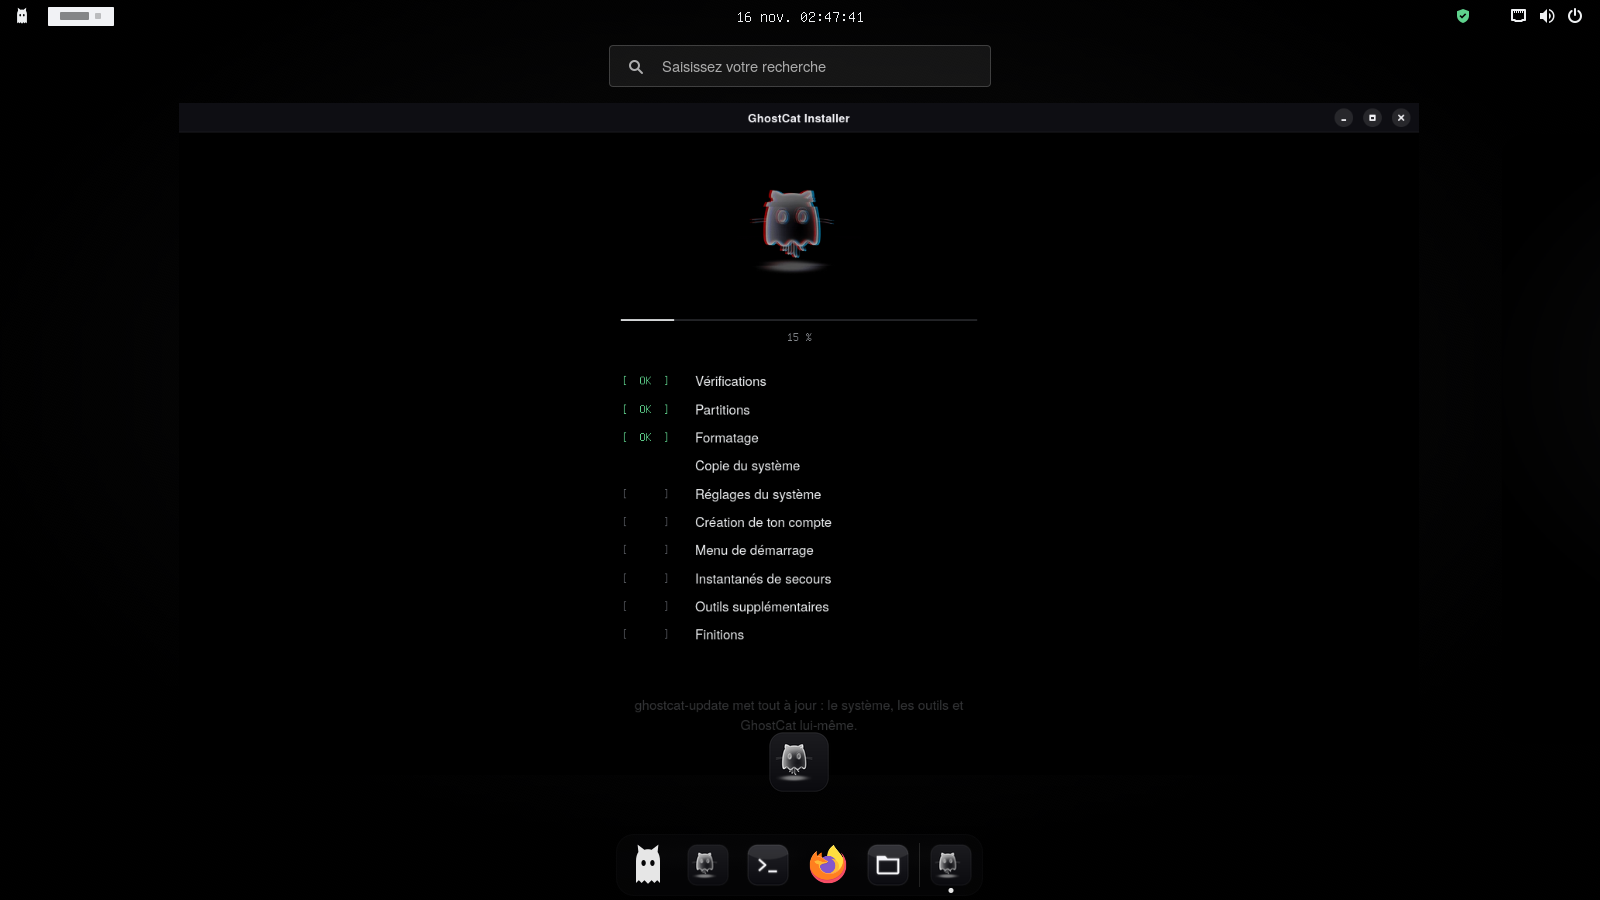 16 nov. 02:47:41
Saisissez votre recherche
GhostCat Installer
15 %
[ OK ] Vérifications
[ OK ] Partitions
[ OK ] Formatage
Copie du système
[ ] Réglages du système
[ ] Création de ton compte
[ ] Menu de démarrage
[ ] Instantanés de secours
[ ] Outils supplémentaires
[ ] Finitions
ghostcat-update met tout à jour : le système, les outils et
GhostCat lui-même.